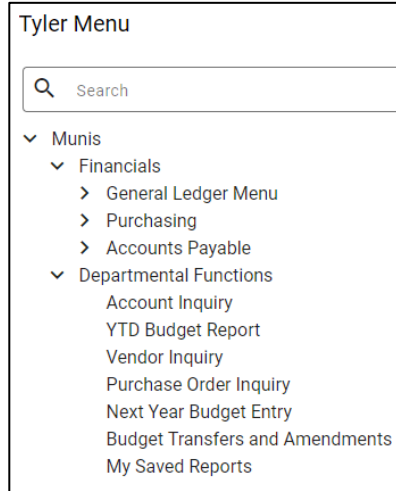 Tyler Menu
Search
Munis
Financials
General Ledger Menu
Purchasing
Accounts Payable
Departmental Functions
Account Inquiry
YTD Budget Report
Vendor Inquiry
Purchase Order Inquiry
Next Year Budget Entry
Budget Transfers and Amendments
My Saved Reports